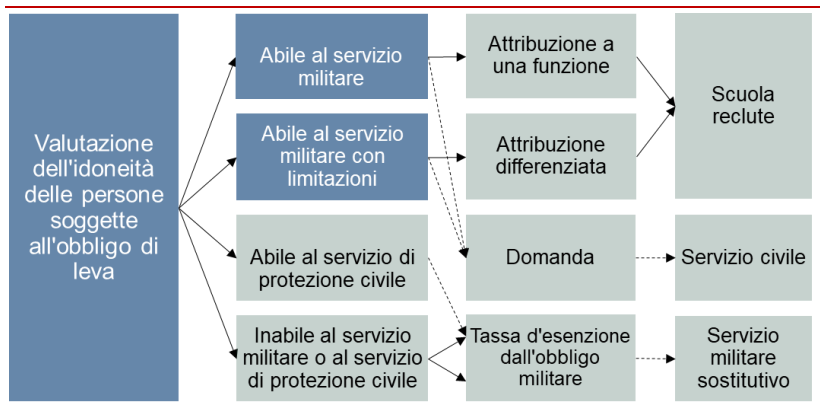 Valutazione
dell'idoneità
delle persone
soggette
all'obbligo di
leva
Abile al servizio
militare
Abile al servizio
militare con
limitazioni
Abile al servizio di
protezione civile
Inabile al servizio
militare o al servizio
di protezione civile
Attribuzione a
una funzione
Attribuzione
differenziata
Domanda
Tassa d'esenzione
dall'obbligo
militare
Scuola
reclute
Servizio civile
Servizio
militare
sostitutivo